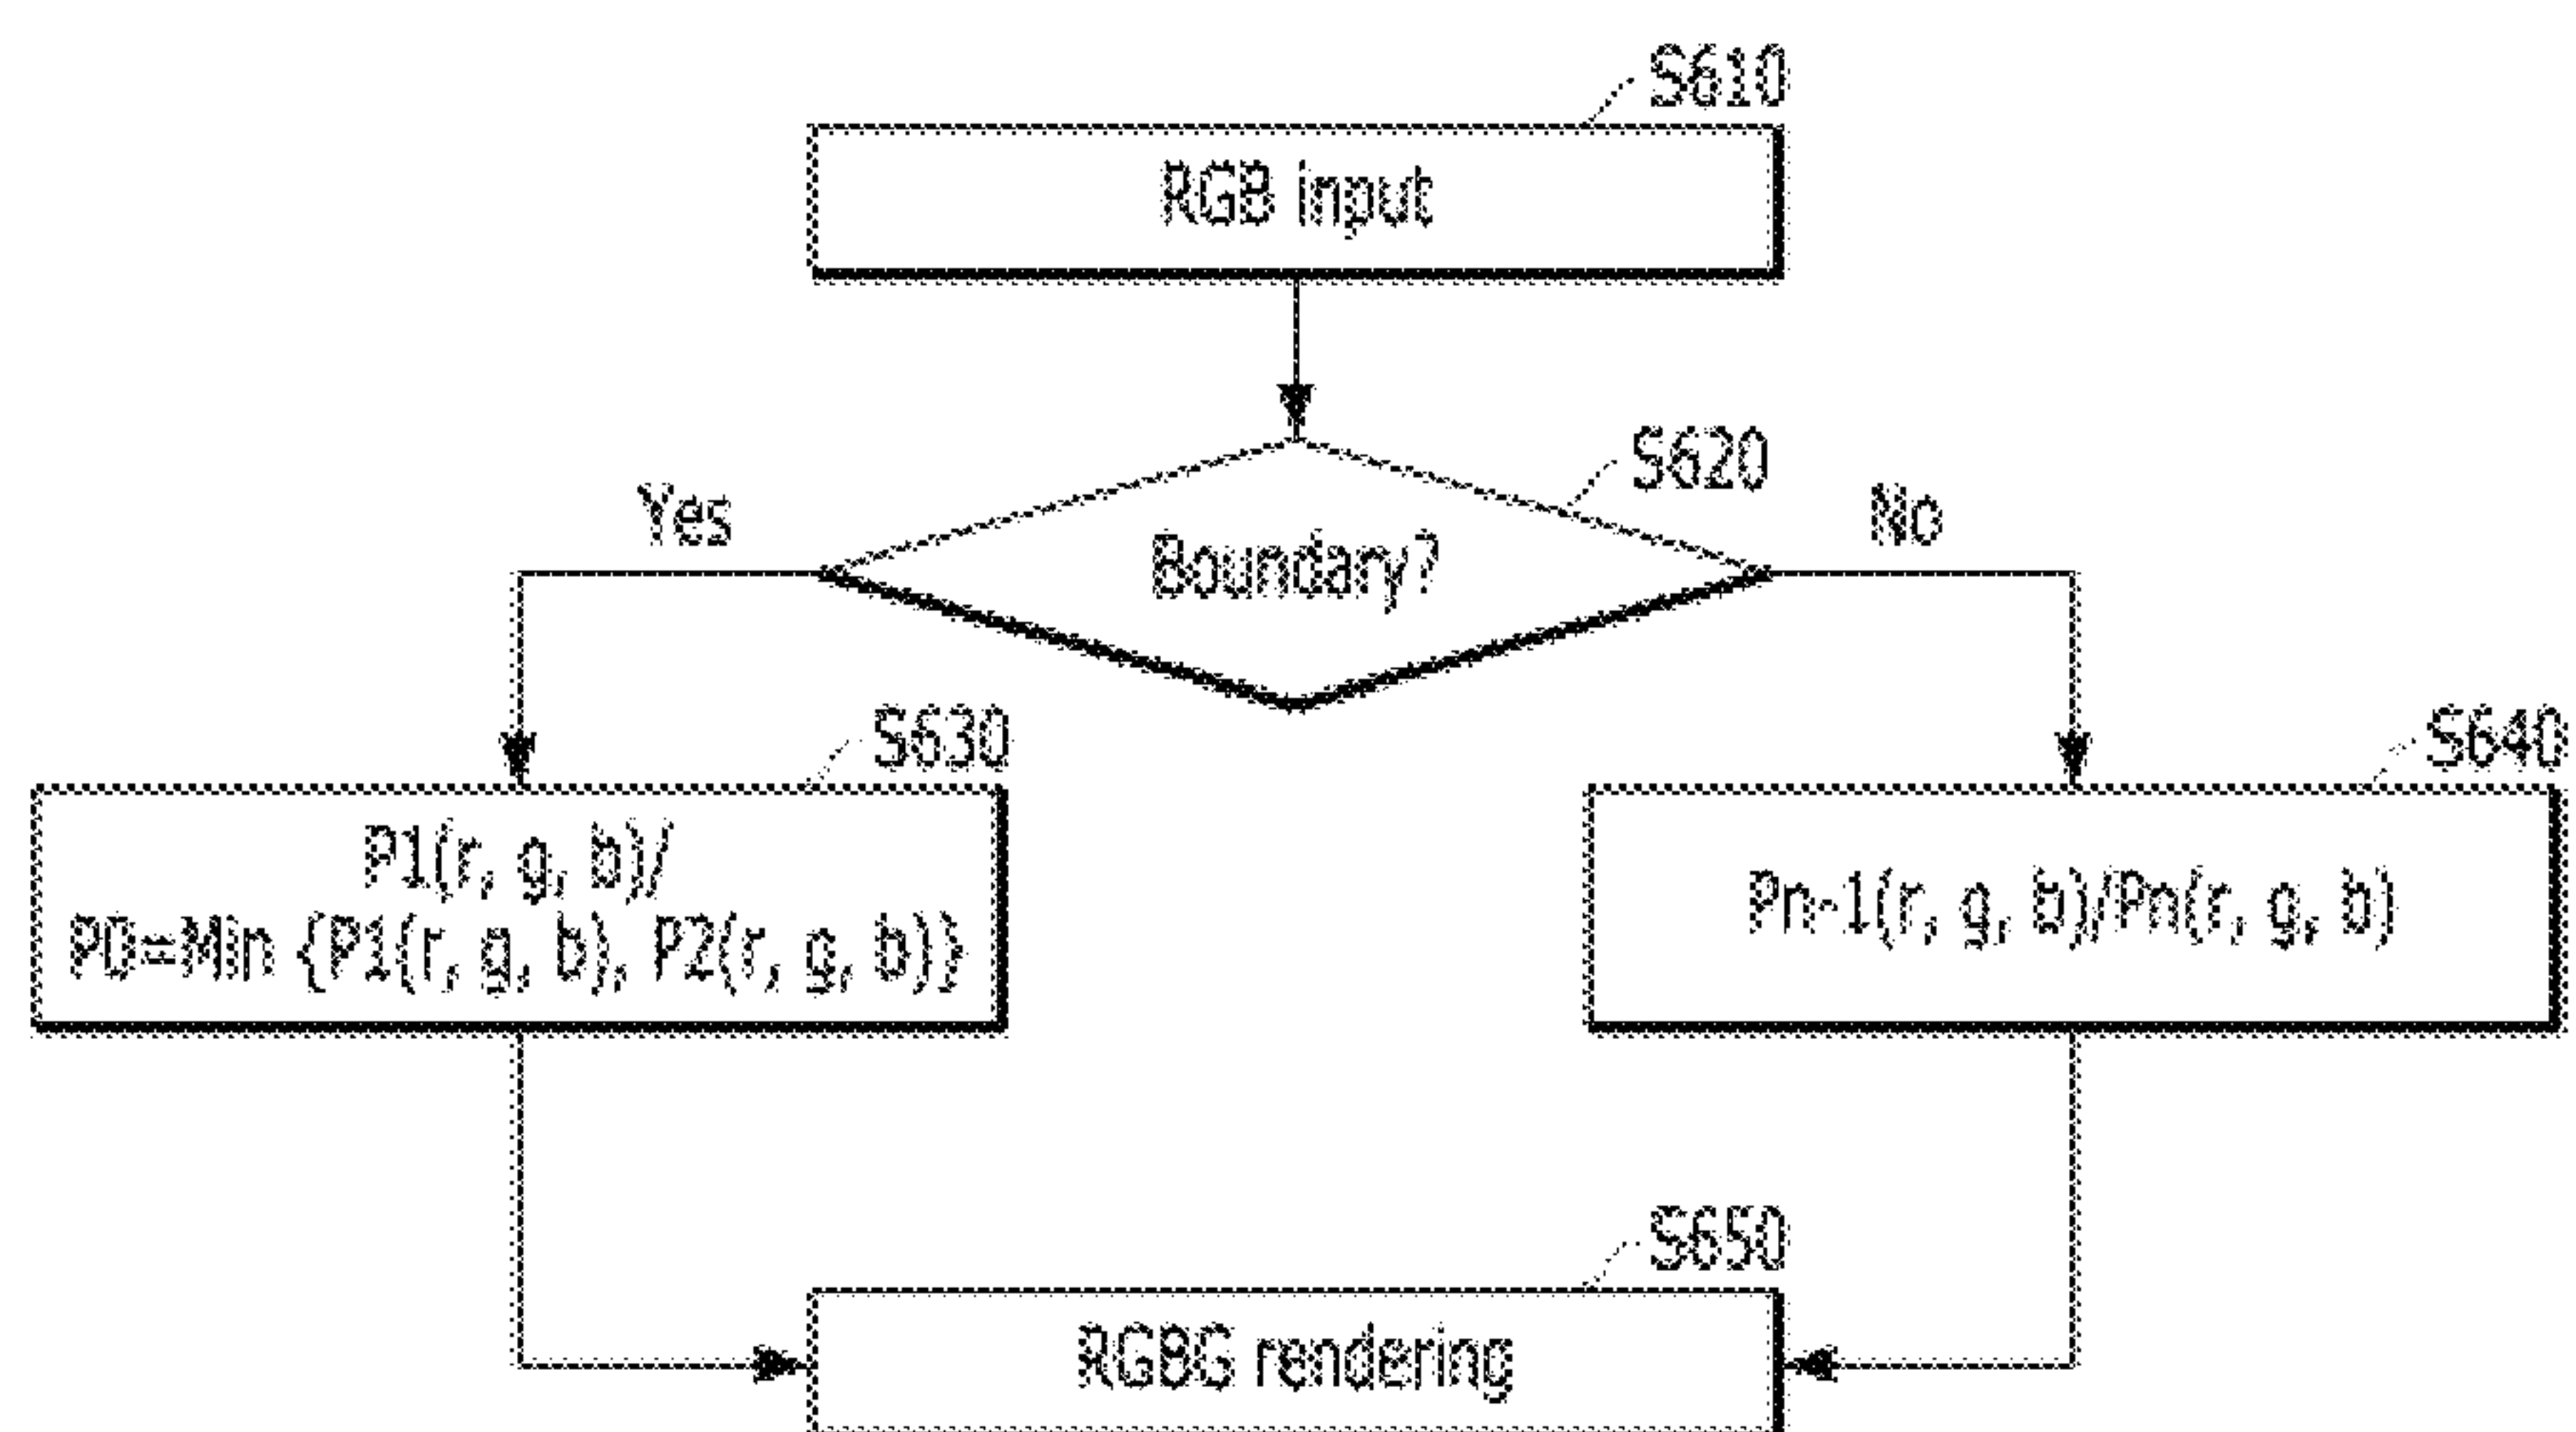 S610
RGB input
S620
Yes
No
Boundary?
S630
S640
P1(r, g, b)/
P0=Min {P1(r, g, b), P2(r, g, b)}
Pn-1(r, g, b)/Pn(r, g, b)
S650
RGBG rendering